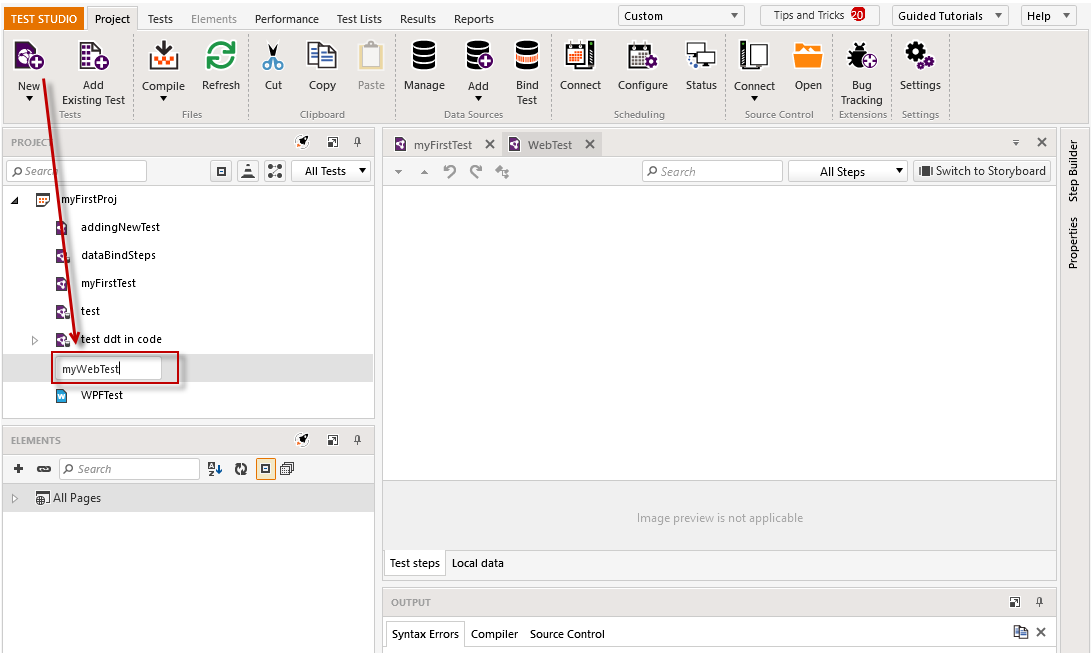 TEST STUDIO Project Tests Elements Performance Test Lists Results Reports Custom Tips and Tricks 20 Guided Tutorials Help
New Add Existing Test Compile Refresh Cut Copy Paste Manage Add Bind Test Connect Configure Status Connect Open Bug Tracking Settings
Tests Files Clipboard Data Sources Scheduling Source Control Extensions Settings
PROJECT
Search All Tests
myFirstProj
addingNewTest
dataBindSteps
myFirstTest
test
test ddt in code
myWebTest
WPFTest
ELEMENTS
Search
All Pages
myFirstTest WebTest
Search All Steps Switch to Storyboard
Image preview is not applicable
Test steps Local data
OUTPUT
Syntax Errors Compiler Source Control
Step Builder
Properties